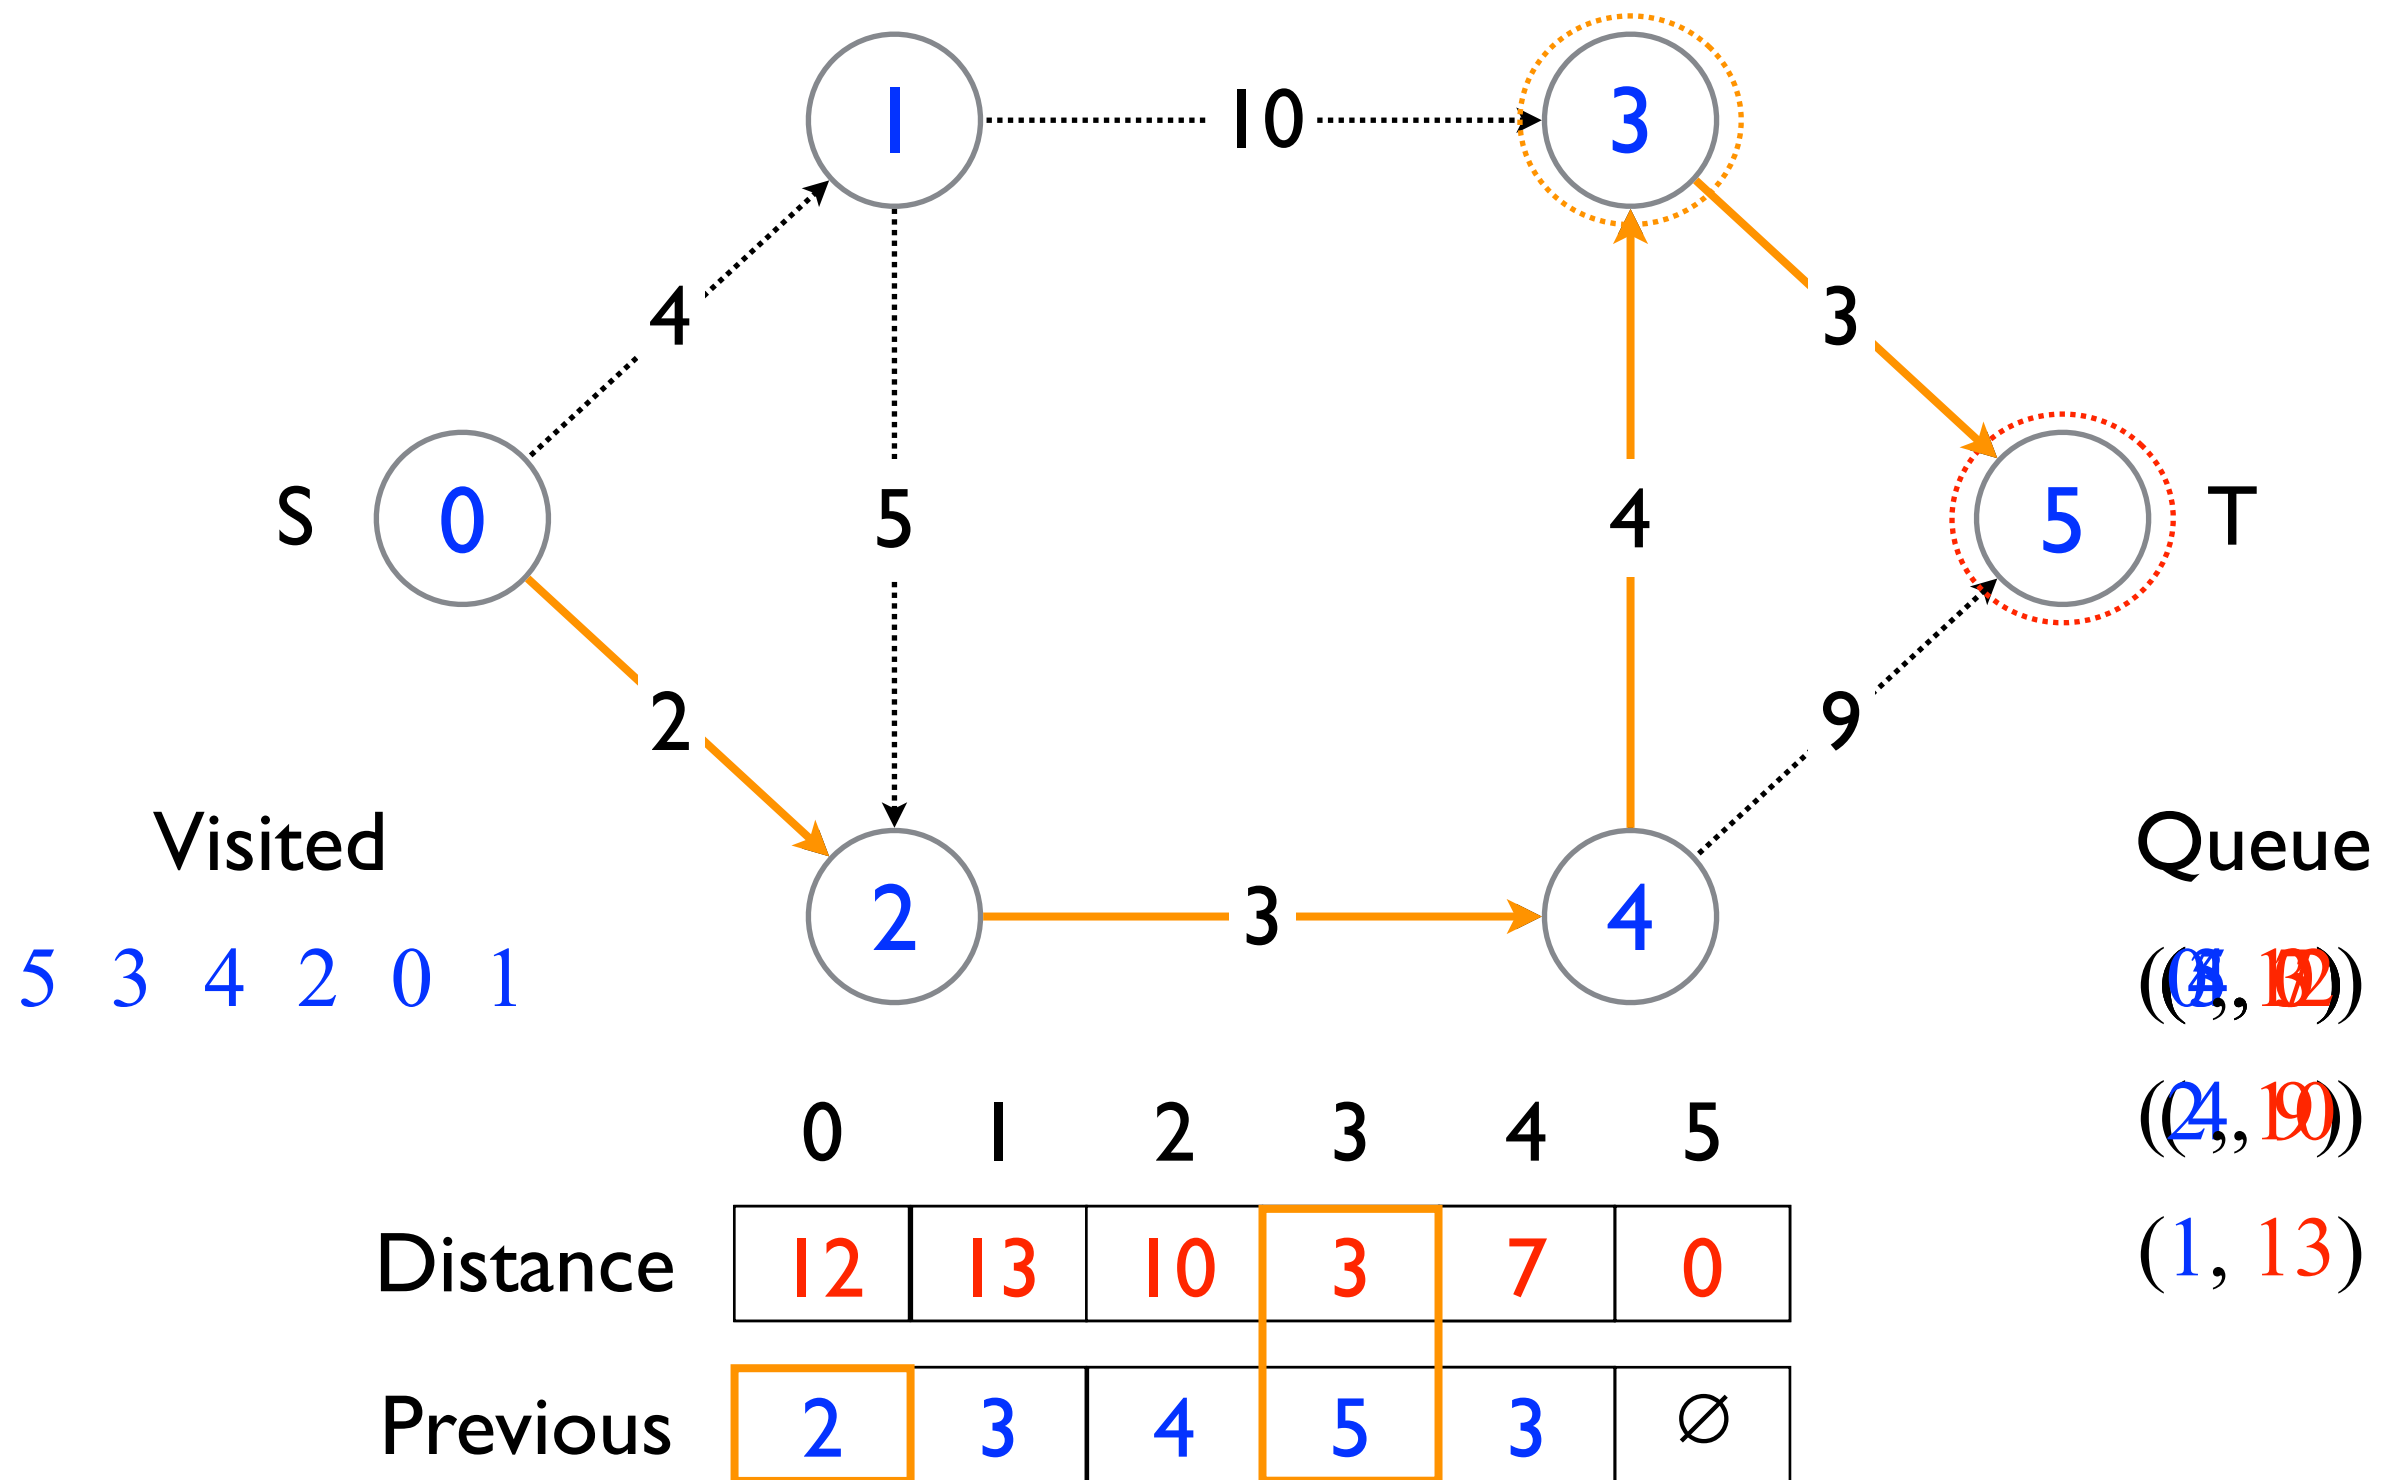 1 10 3
4 3
S 0 5 4 5 T
2 9
Visited Queue
2 3 4
5 3 4 2 0 1
0 1 2 3 4 5
Distance 12 13 10 3 7 0 (1, 13)
Previous 2 3 4 5 3 ∅